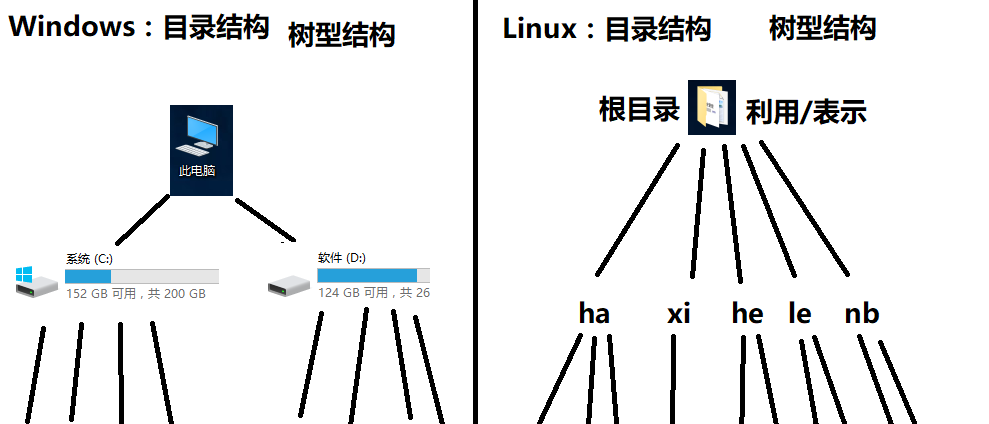 Windows：目录结构 树型结构
此电脑
系统 (C:)
152 GB 可用，共 200 GB
软件 (D:)
124 GB 可用，共 26
Linux：目录结构 树型结构
根目录 利用/表示
ha xi he le nb